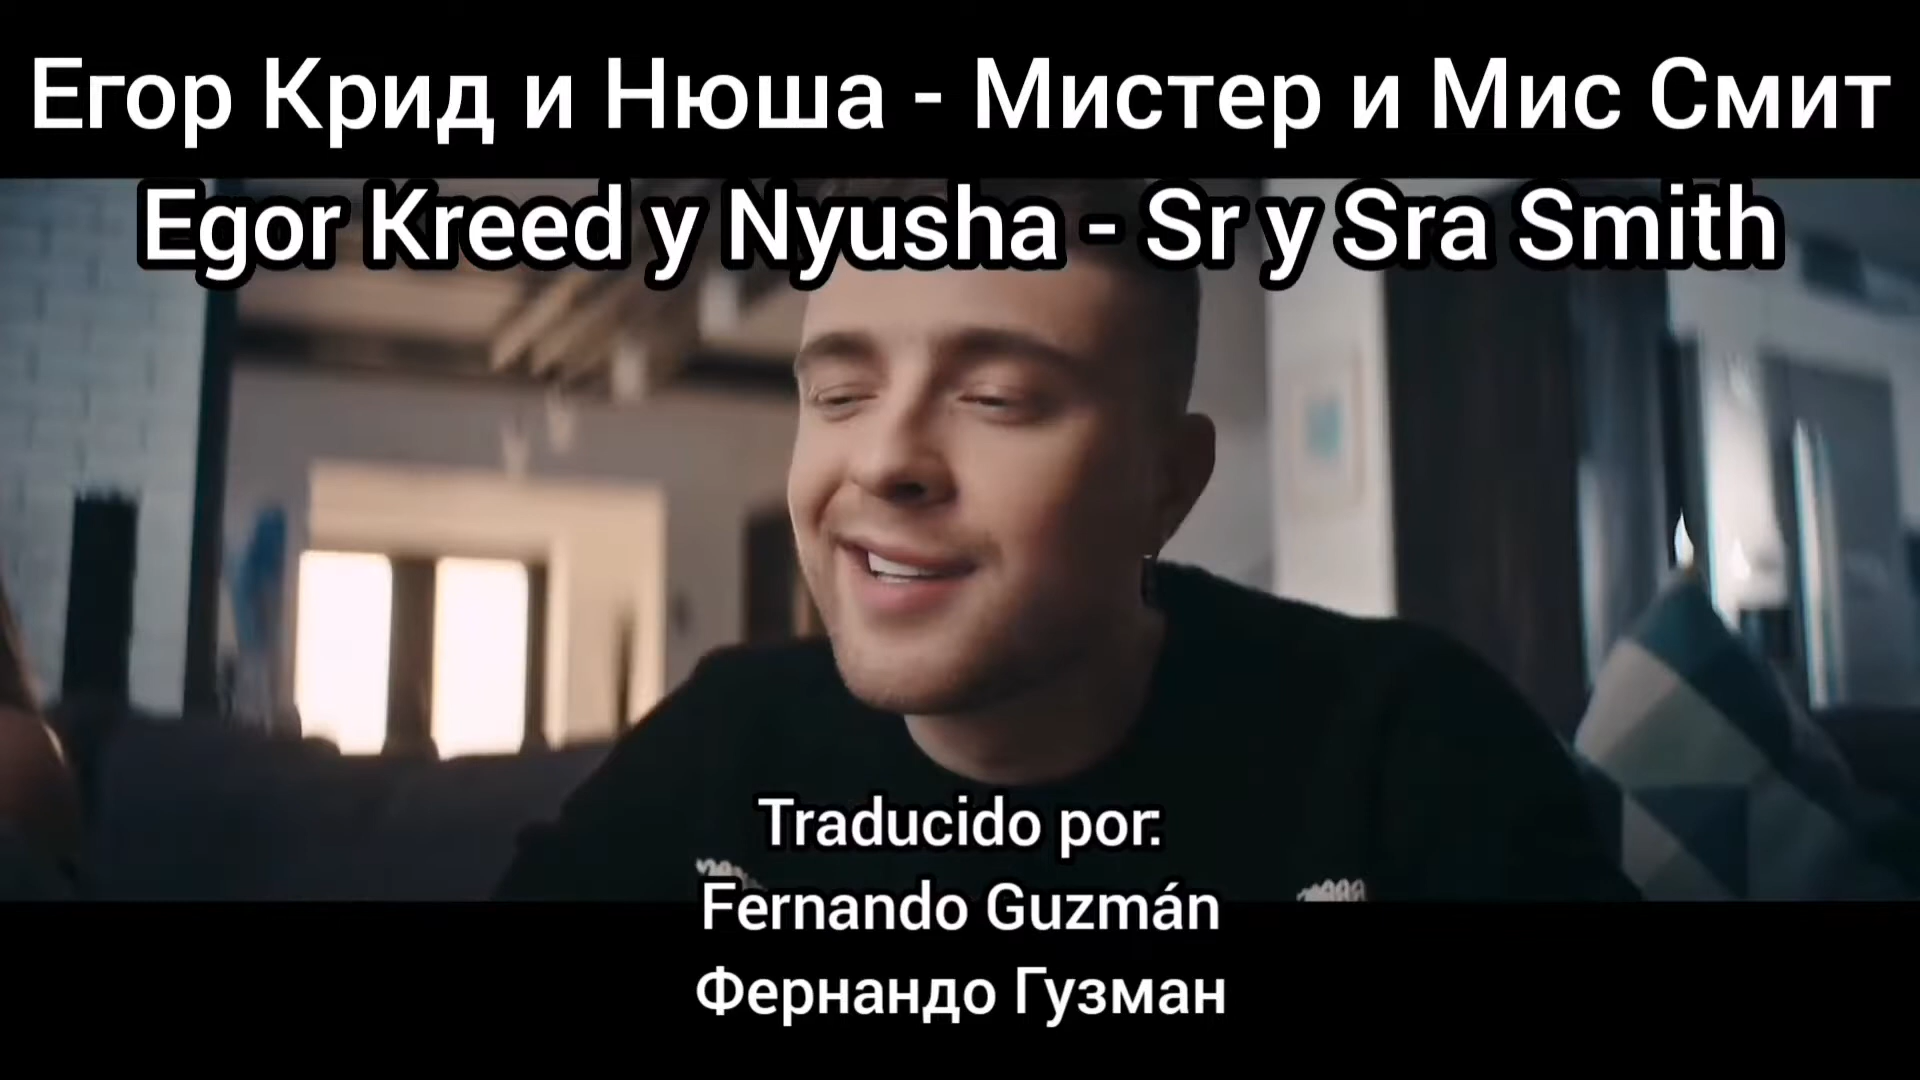 Егор Крид и Нюша - Мистер и Мис Смит
Egor Kreed y Nyusha - Sr y Sra Smith
Traducido por:
Fernando Guzmán
Фернандо Гузман